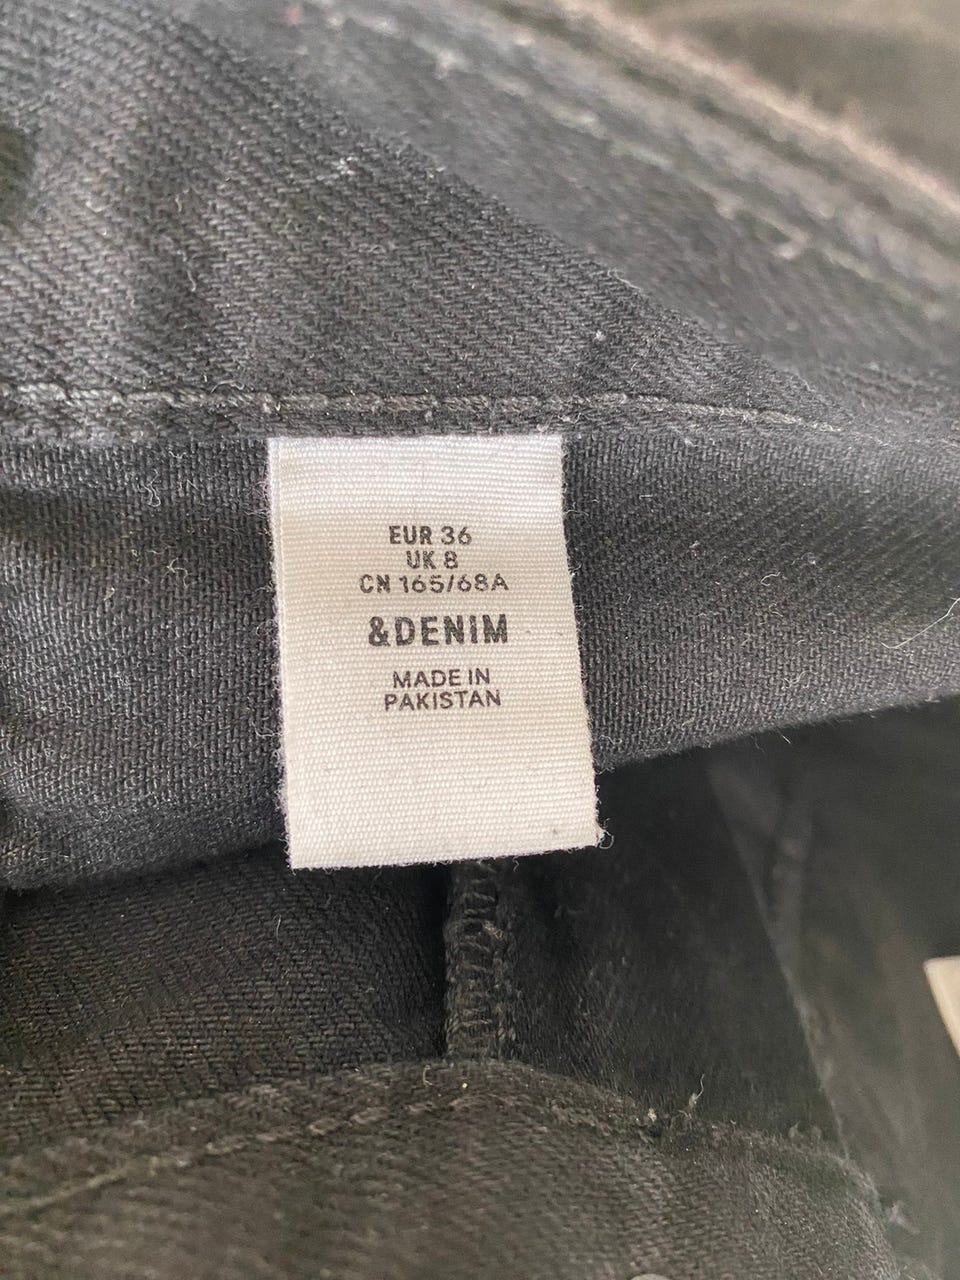 EUR 36
UK 8
CN 165/68A
&DENIM
MADE IN
PAKISTAN